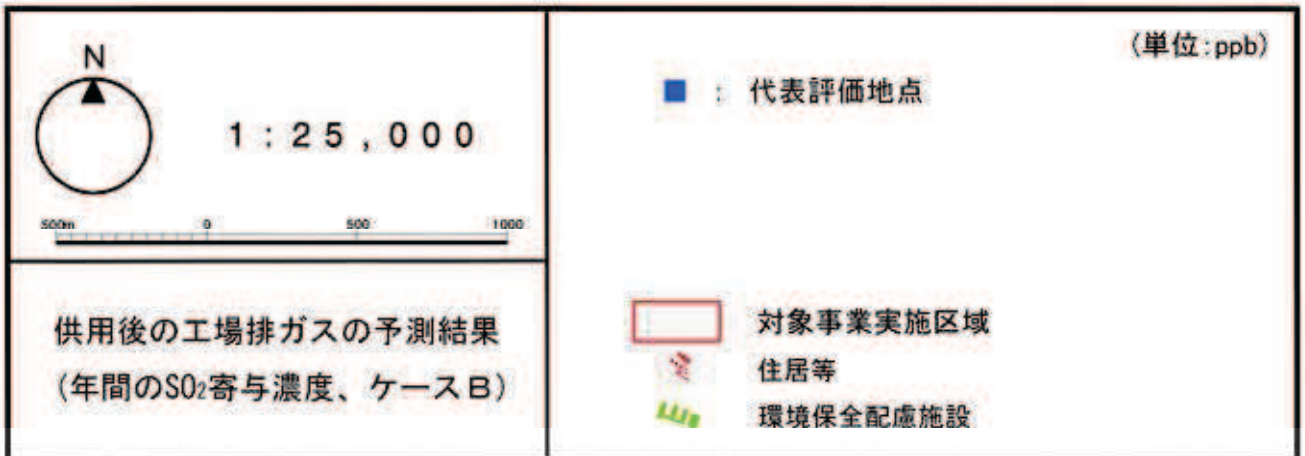 N
1:25,000
500m 0 500 1000
供用後の工場排ガスの予測結果
(年間のSO₂寄与濃度、ケースB)
(単位:ppb)
: 代表評価地点
対象事業実施区域
住居等
環境保全配慮施設